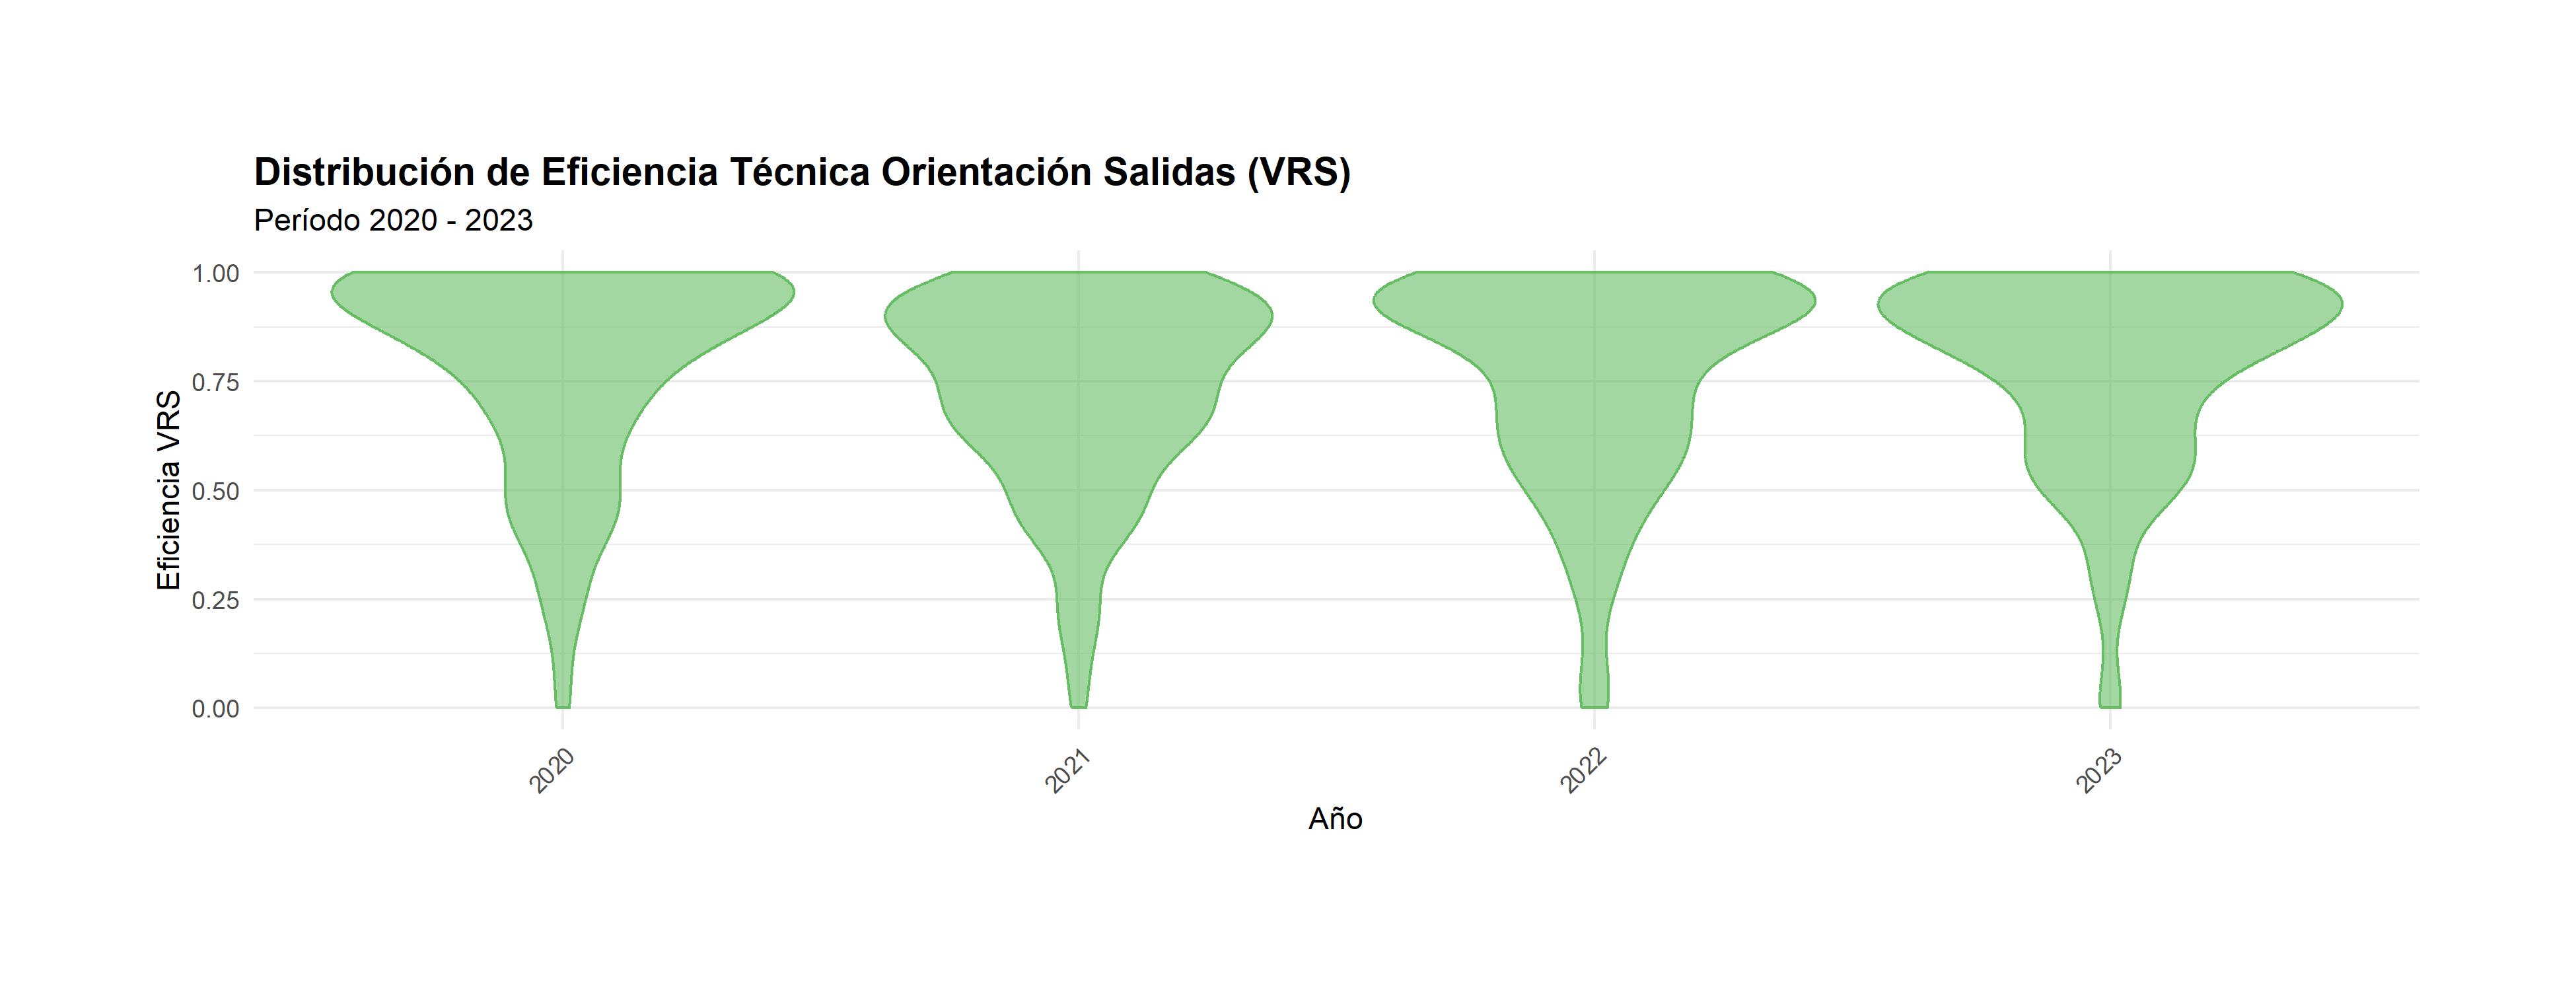 Distribución de Eficiencia Técnica Orientación Salidas (VRS)
Período 2020 - 2023
Eficiencia VRS
1.00
0.75
0.50
0.25
0.00
2020
2021
2022
2023
Año